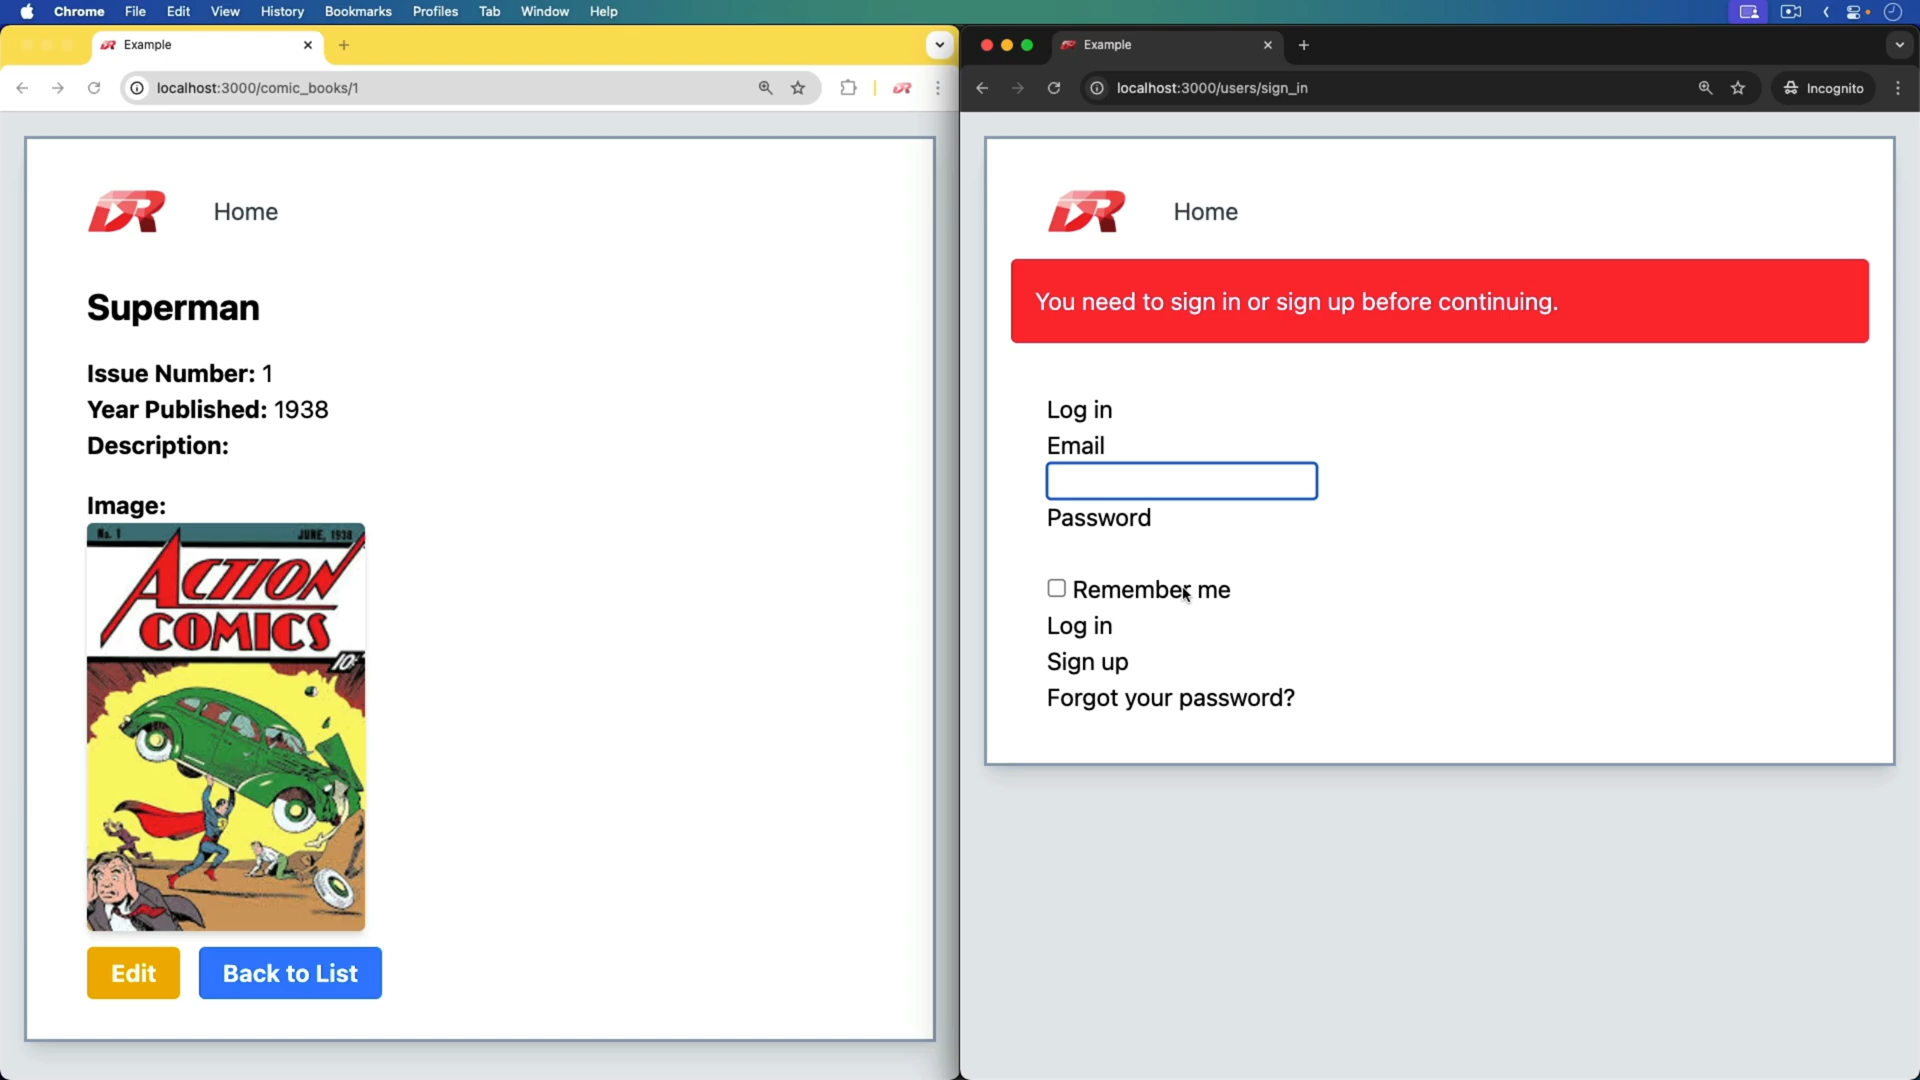 Chrome File Edit View History Bookmarks Profiles Tab Window Help
Example
localhost:3000/comic_books/1
DR Home
Superman
Issue Number: 1
Year Published: 1938
Description:
Image:
No. 1 JUNE, 1938
ACTION
COMICS
10¢
Edit Back to List
Example
localhost:3000/users/sign_in Incognito
DR Home
You need to sign in or sign up before continuing.
Log in
Email
Password
Remember me
Log in
Sign up
Forgot your password?